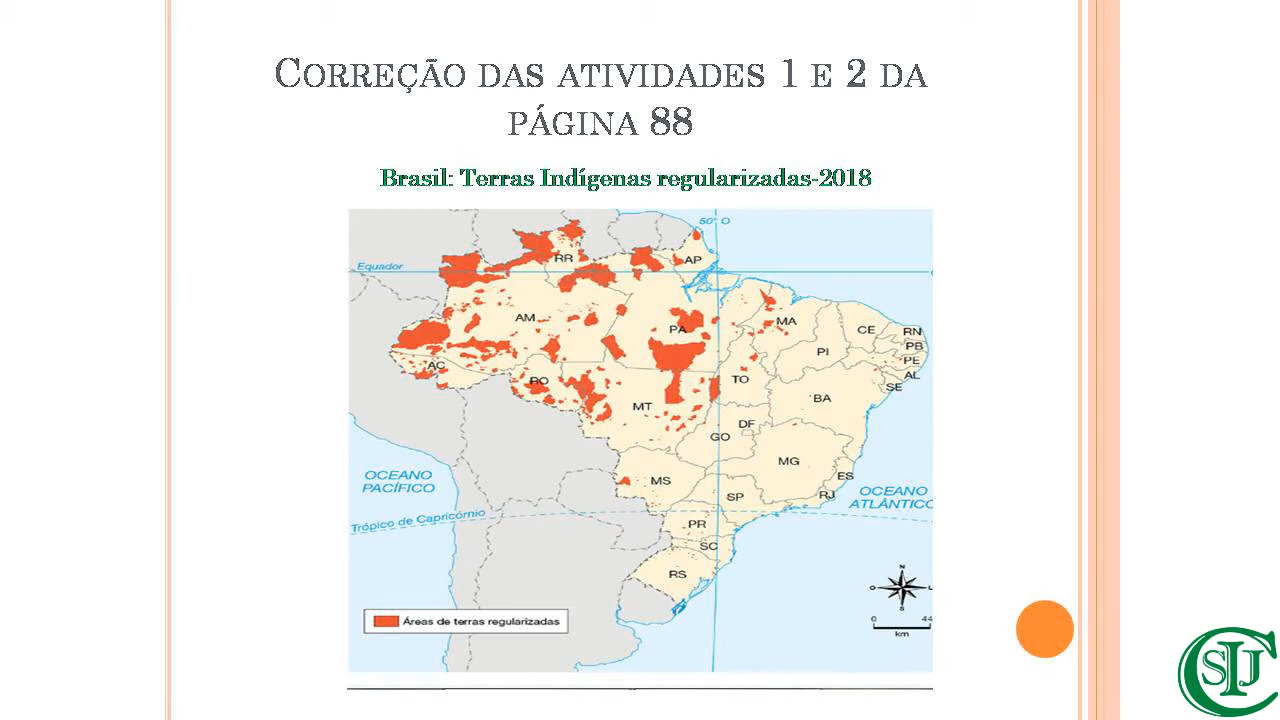 CORREÇÃO DAS ATIVIDADES 1 E 2 DA
PÁGINA 88
Brasil: Terras Indígenas regularizadas-2018
50° O
Equador
RR
AP
AM
PA
MA
CE
RN
PB
PE
AL
SE
PI
AC
RO
TO
BA
MT
DF
GO
MG
ES
MS
SP
RJ
OCEANO
PACÍFICO
OCEANO
ATLÂNTICO
Trópico de Capricórnio
PR
SC
RS
N
O
L
S
0
44
km
Áreas de terras regularizadas
CSIJ